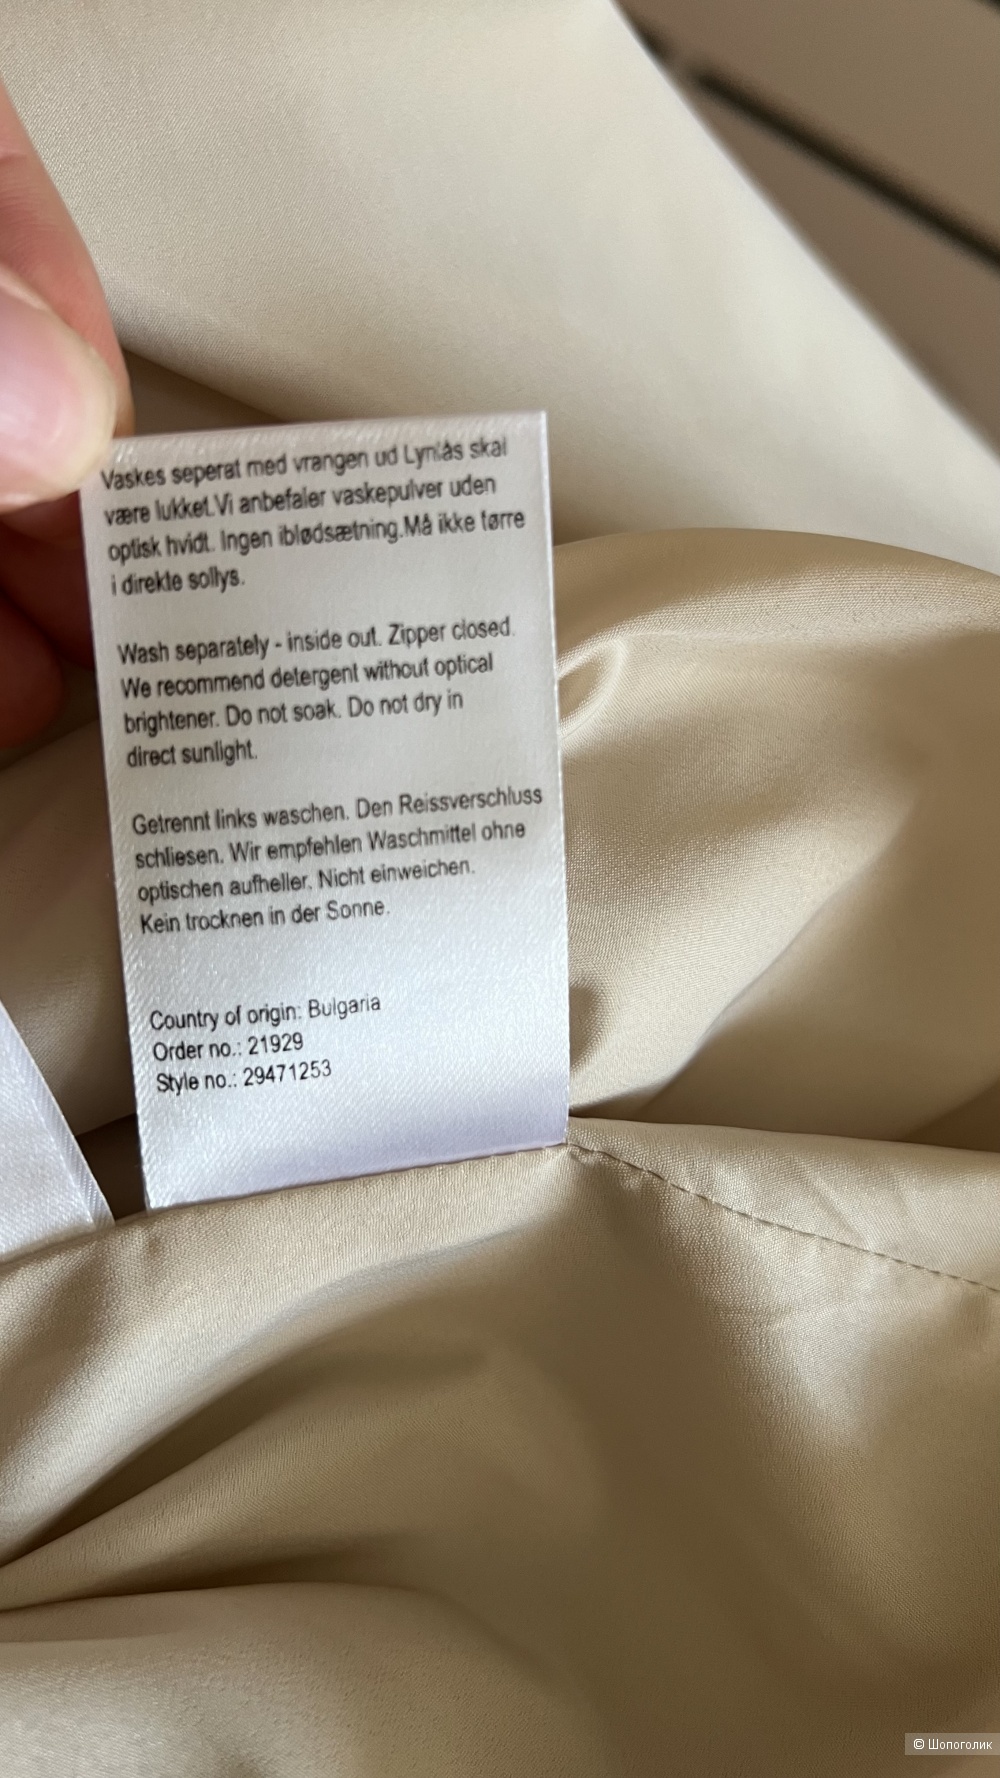 Vaskes seperat med vrangen ud Lynlås skal
være lukket.Vi anbefaler vaskepulver uden
optisk hvidt. Ingen iblødsætning.Må ikke tørre
i direkte sollys.
Wash separately - inside out. Zipper closed.
We recommend detergent without optical
brightener. Do not soak. Do not dry in
direct sunlight.
Getrennt links waschen. Den Reissverschluss
schliesen. Wir empfehlen Waschmittel ohne
optischen aufheller. Nicht einweichen.
Kein trocknen in der Sonne.
Country of origin: Bulgaria
Order no.: 21929
Style no.: 29471253
© Шопоголик